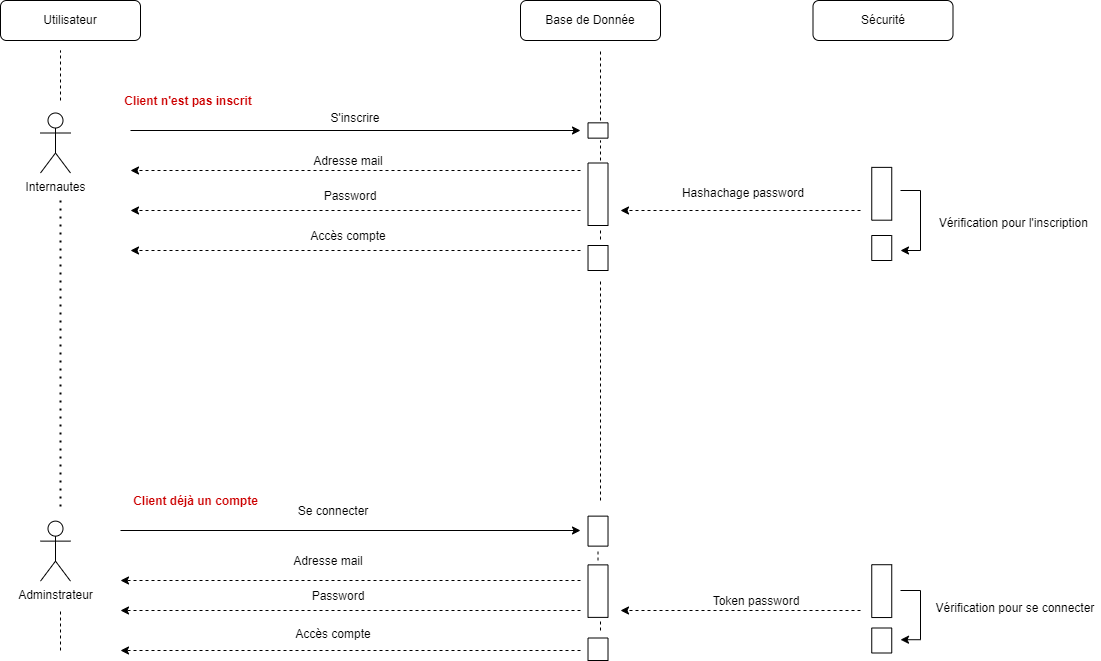 Utilisateur
Base de Donnée
Sécurité
Client n'est pas inscrit
S'inscrire
Adresse mail
Internautes
Password
Hashachage password
Vérification pour l'inscription
Accès compte
Client déjà un compte
Se connecter
Adresse mail
Adminstrateur
Password
Token password
Vérification pour se connecter
Accès compte